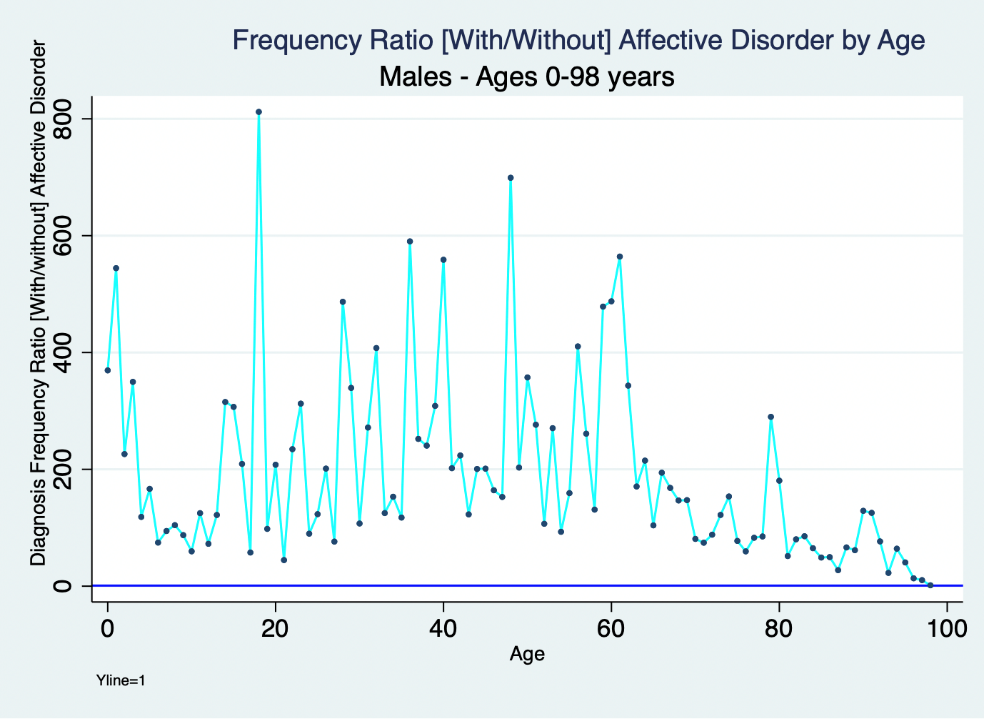 Frequency Ratio [With/Without] Affective Disorder by Age
Males - Ages 0-98 years
Diagnosis Frequency Ratio [With/without] Affective Disorder
800
600
400
200
0
0 20 40 60 80 100
Age
Yline=1